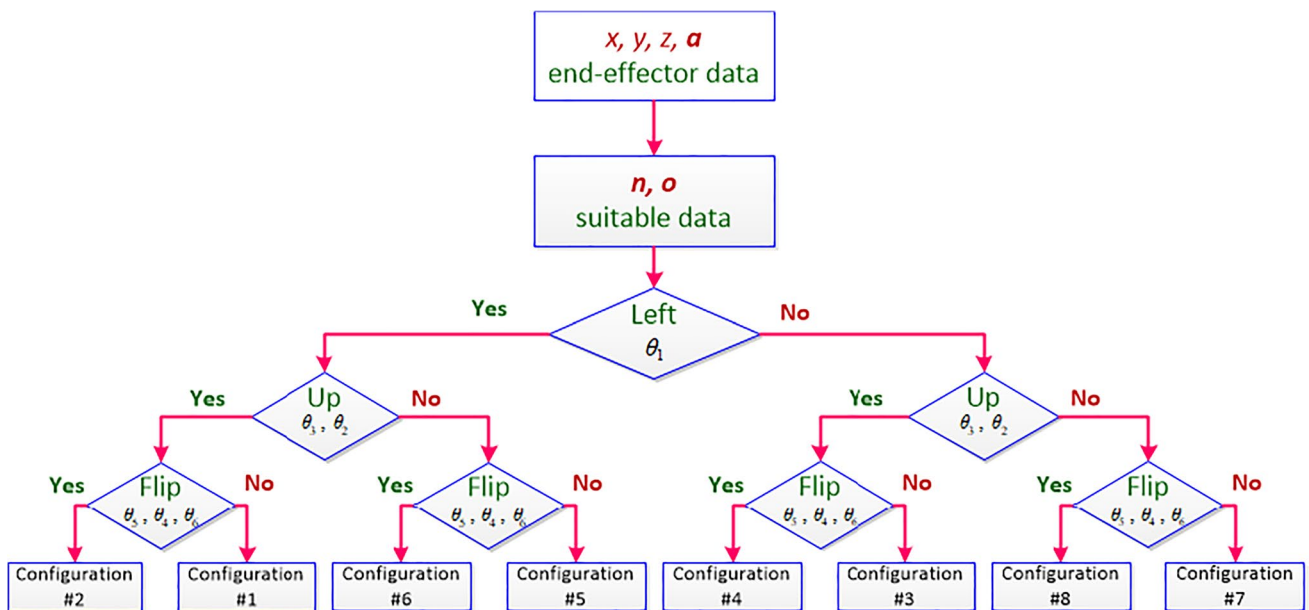 x, y, z, a
end-effector data
n, o
suitable data
Yes
Left
No
θ1
Yes
Up
No
Yes
Up
No
θ3 , θ2
θ3 , θ2
Yes
Flip
No
Yes
Flip
No
Yes
Flip
No
Yes
Flip
No
θ5 , θ4 , θ6
θ5 , θ4 , θ6
θ5 , θ4 , θ6
θ5 , θ4 , θ6
Configuration
#2
Configuration
#1
Configuration
#6
Configuration
#5
Configuration
#4
Configuration
#3
Configuration
#8
Configuration
#7